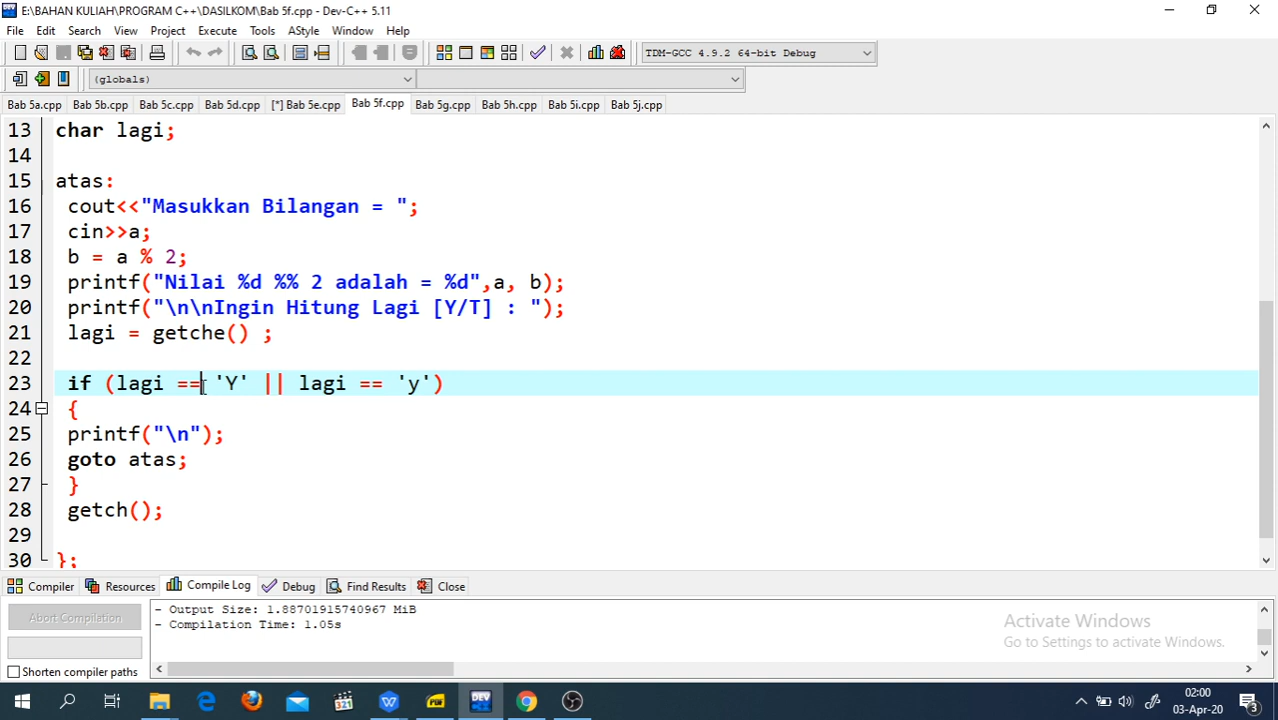 E:\BAHAN KULIAH\PROGRAM C++\DASILKOM\Bab 5f.cpp - Dev-C++ 5.11
File Edit Search View Project Execute Tools AStyle Window Help
TDM-GCC 4.9.2 64-bit Debug
(globals)
Bab 5a.cpp Bab 5b.cpp Bab 5c.cpp Bab 5d.cpp [*] Bab 5e.cpp Bab 5f.cpp Bab 5g.cpp Bab 5h.cpp Bab 5i.cpp Bab 5j.cpp
13 char lagi;
14
15 atas:
16 cout<<"Masukkan Bilangan = ";
17 cin>>a;
18 b = a % 2;
19 printf("Nilai %d %% 2 adalah = %d",a, b);
20 printf("\n\nIngin Hitung Lagi [Y/T] : ");
21 lagi = getche() ;
22
23 if (lagi == 'Y' || lagi == 'y')
24 {
25 printf("\n");
26 goto atas;
27 }
28 getch();
29
30 };
Compiler Resources Compile Log Debug Find Results Close
Abort Compilation
- Output Size: 1.88701915740967 MiB
- Compilation Time: 1.05s
Shorten compiler paths
Activate Windows
Go to Settings to activate Windows.
02:00
03-Apr-20
3